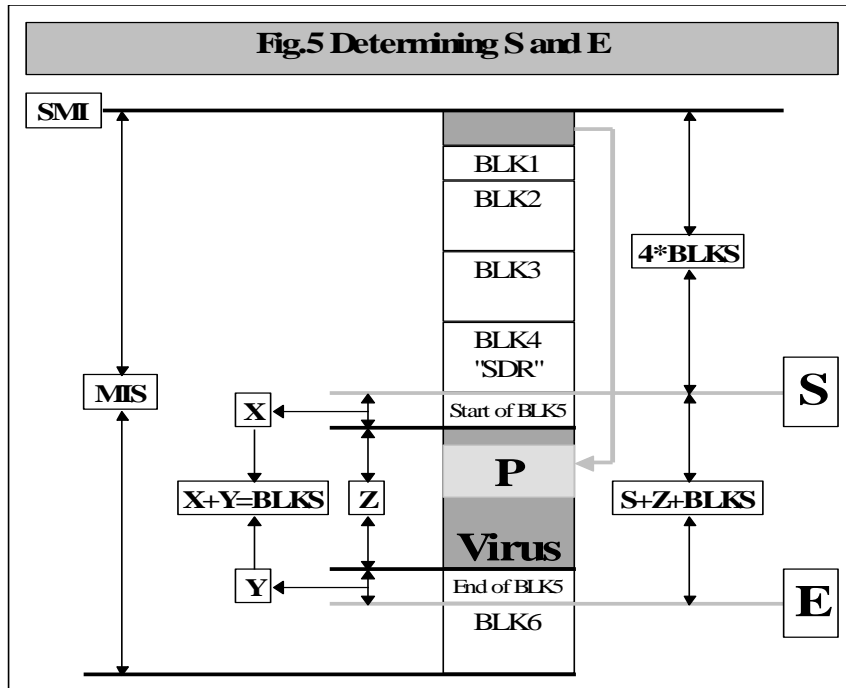 Fig.5 Determining S and E
SMI
BLK1
BLK2
4*BLKS
BLK3
BLK4
"SDR"
MIS
S
X
Start of BLK5
P
X+Y=BLKS
Z
S+Z+BLKS
Virus
Y
End of BLK5
E
BLK6